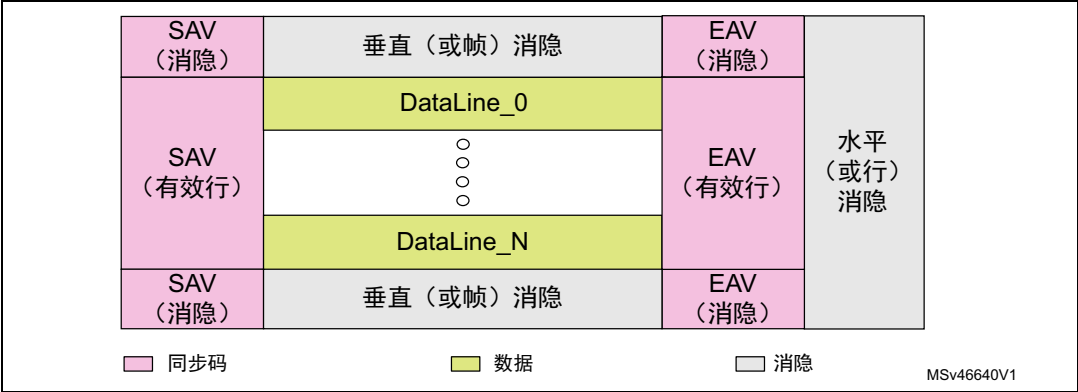 SAV
（消隐）
垂直（或帧）消隐
EAV
（消隐）
DataLine_0
SAV
（有效行）
EAV
（有效行）
水平
（或行）
消隐
DataLine_N
SAV
（消隐）
垂直（或帧）消隐
EAV
（消隐）
同步码
数据
消隐
MSv46640V1